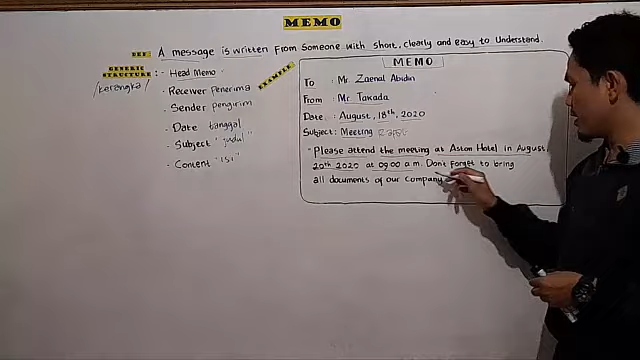 MEMO
DEF A message is written from someone with short, clearly and easy to Understand.
GENERIC STRUCTURE : - Head Memo
/kerangka/
- Receiver Penerima
- Sender pengirim
- Date tanggal
- Subject "judul"
- Content "isi"
EXAMPLE
MEMO
To : Mr. Zaenal Abidin
From : Mr Takada
Date : August, 18th, 2020
Subject: Meeting Rapat
"Please attend the meeting at Aston Hotel in August,
20th 2020 at 09.00 a.m. Don't forget to bring
all documents of our company